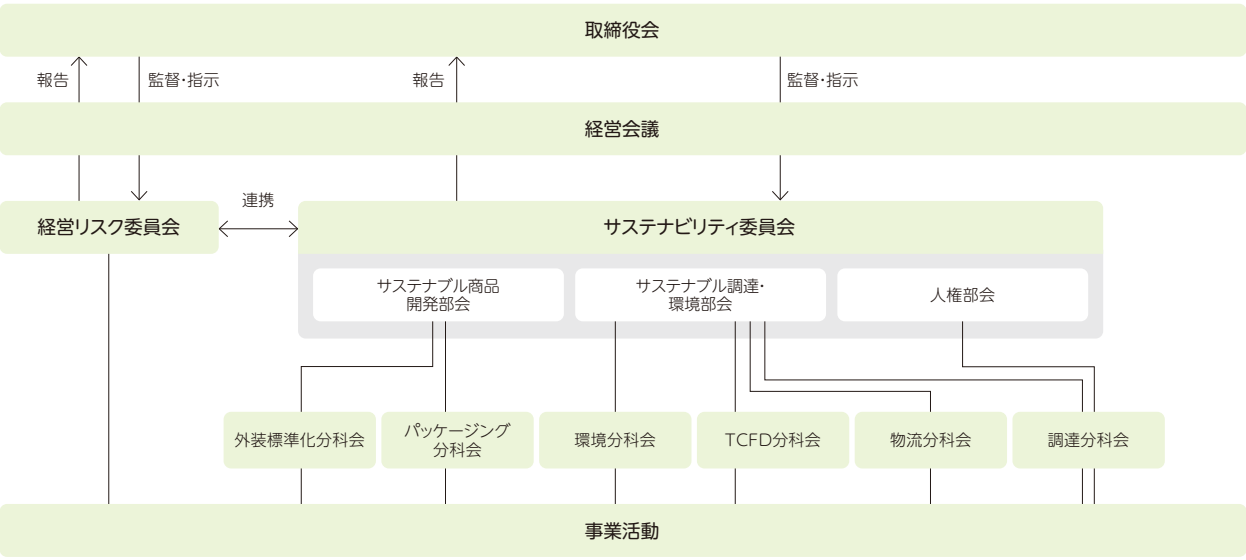 取締役会
報告
監督・指示
報告
監督・指示
経営会議
連携
経営リスク委員会
サステナビリティ委員会
サステナブル商品
開発部会
サステナブル調達・
環境部会
人権部会
外装標準化分科会
パッケージング
分科会
環境分科会
TCFD分科会
物流分科会
調達分科会
事業活動